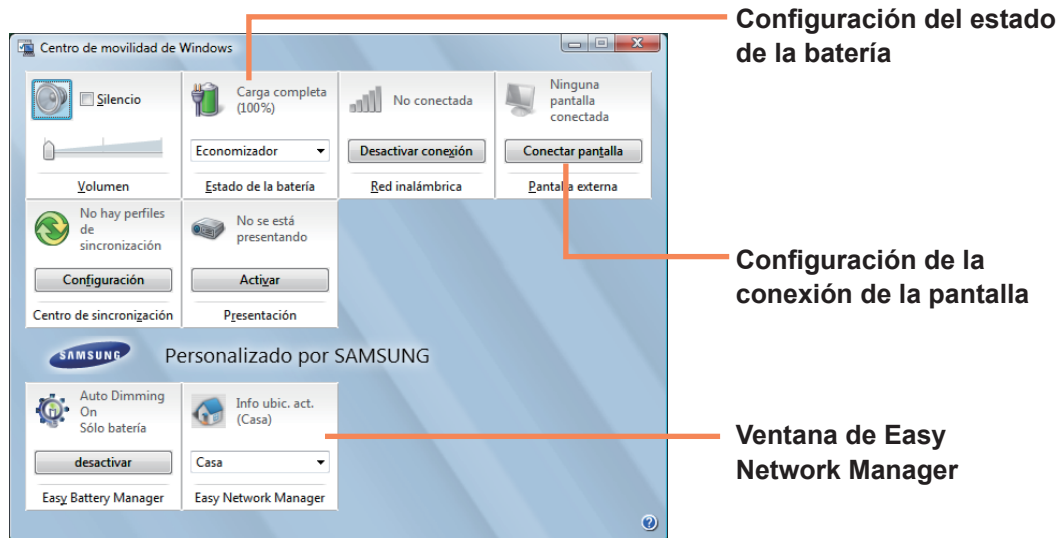 Configuración del estado
de la batería
Centro de movilidad de Windows
Silencio
Volumen
Carga completa
(100%)
Economizador
Estado de la batería
No conectada
Desactivar conexión
Red inalámbrica
Ninguna
pantalla
conectada
Conectar pantalla
Pantalla externa
No hay perfiles
de
sincronización
Configuración
Centro de sincronización
No se está
presentando
Activar
Presentación
Configuración de la
conexión de la pantalla
SAMSUNG
Personalizado por SAMSUNG
Auto Dimming
On
Sólo batería
desactivar
Easy Battery Manager
Info ubic. act.
(Casa)
Casa
Easy Network Manager
Ventana de Easy
Network Manager